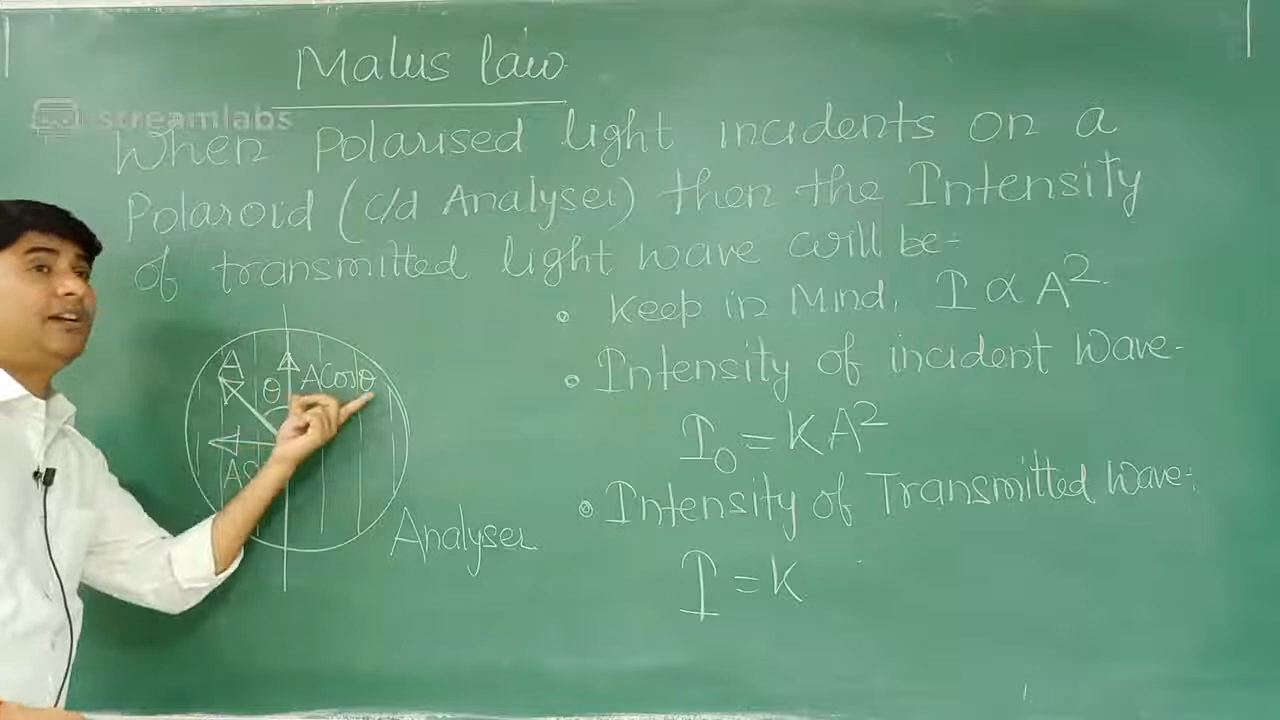 Malus law
streamlabs
When Polarised light incidents on a
Polaroid (c/d Analyser) then the Intensity
of transmitted light wave will be:-
• Keep in Mind, I ∝ A²
• Intensity of incident Wave-
I₀ = KA²
• Intensity of Transmitted Wave:-
I = K
A
θ
A Cos θ
AS
Analyser